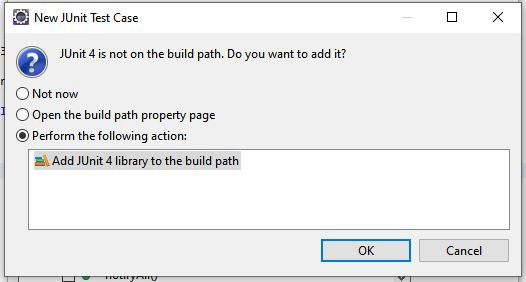 New JUnit Test Case
JUnit 4 is not on the build path. Do you want to add it?
Not now
Open the build path property page
Perform the following action:
Add JUnit 4 library to the build path
OK
Cancel